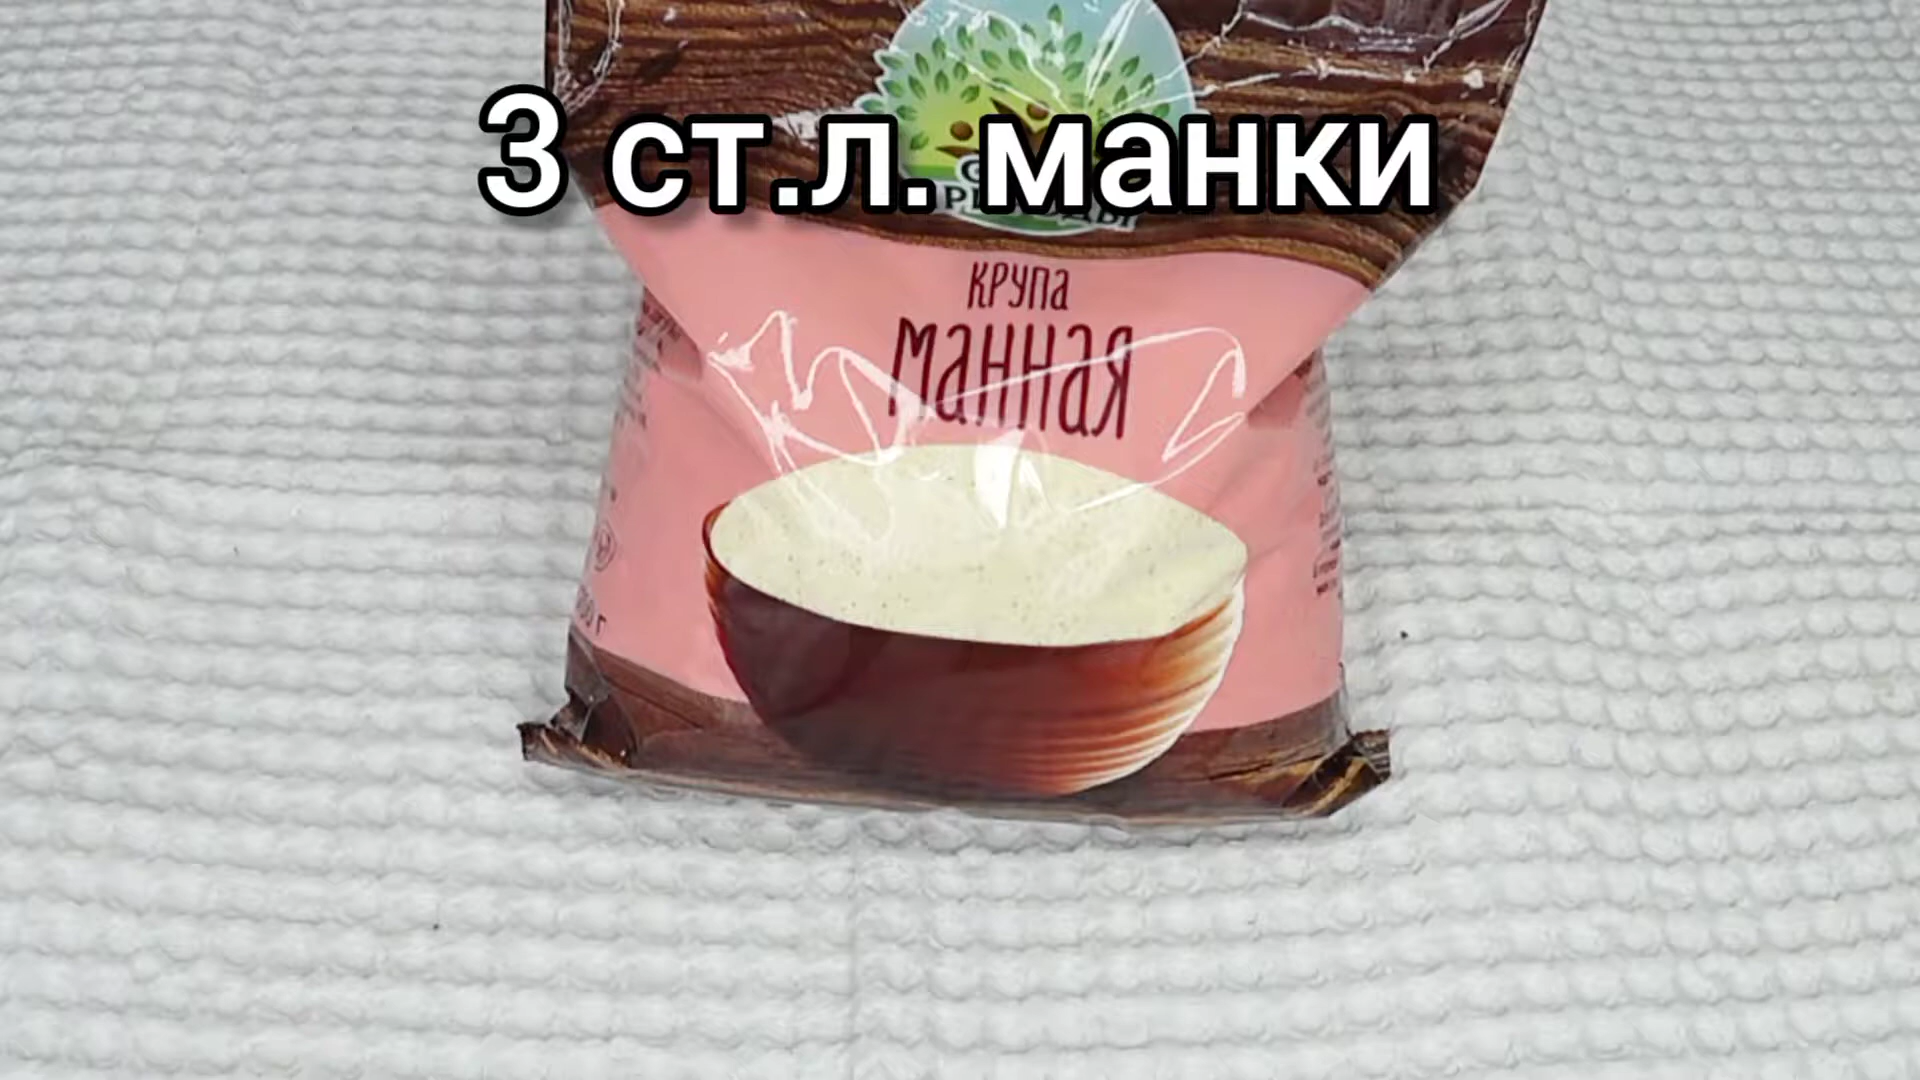 3 ст.л. манки
крупа
манная